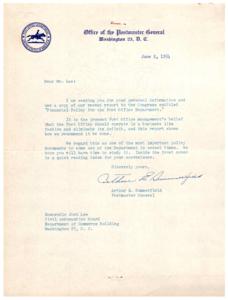 Office of the Postmaster General
Washington 25, D. C.
June 2, 1954
Dear Mr. Lee:
I am sending you for your personal information and
use a copy of our recent report to the Congress entitled
"Financial Policy for the Post Office Department."
It is the present Post Office management's belief
that the Post Office should operate in a business like
fashion and eliminate its deficit, and this report shows
how we recommend it be done.
We regard this as one of the most important policy
documents to come out of the Department in recent times. We
hope you will have time to study it. Inside the front cover
is a quick reading index for your convenience.
Sincerely yours,
Arthur E. Summerfield
Arthur E. Summerfield
Postmaster General
Honorable Josh Lee
Civil Aeronautics Board
Department of Commerce Building
Washington 25, D. C.